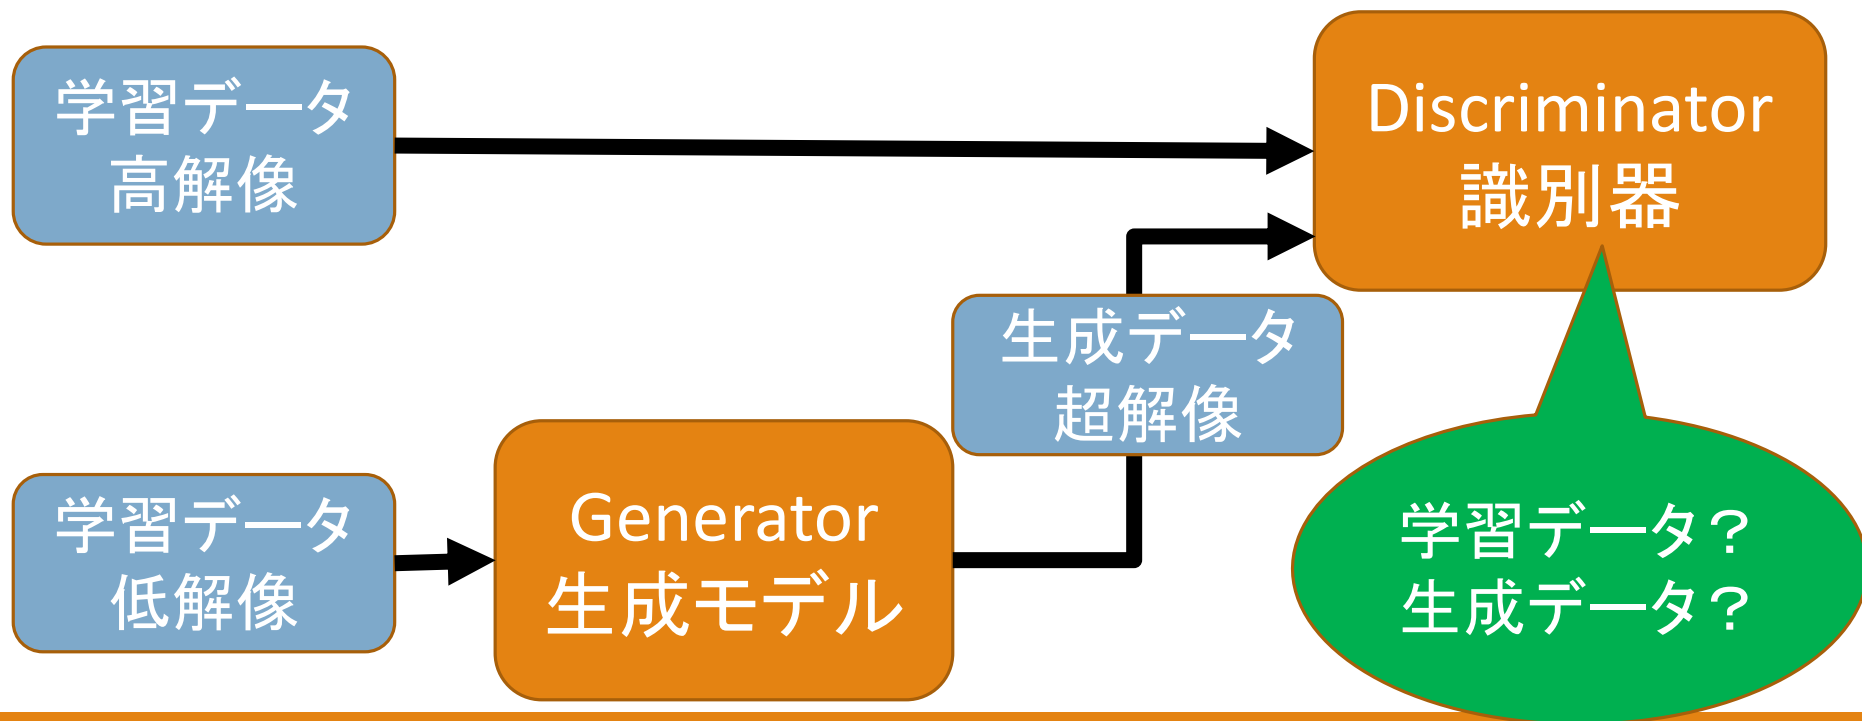 学習データ
高解像
Discriminator
識別器
生成データ
超解像
学習データ
低解像
Generator
生成モデル
学習データ？
生成データ？